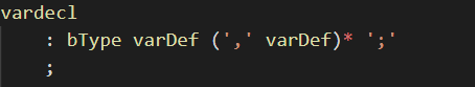 vardecl
    : bType varDef (',' varDef)* ';'
    ;